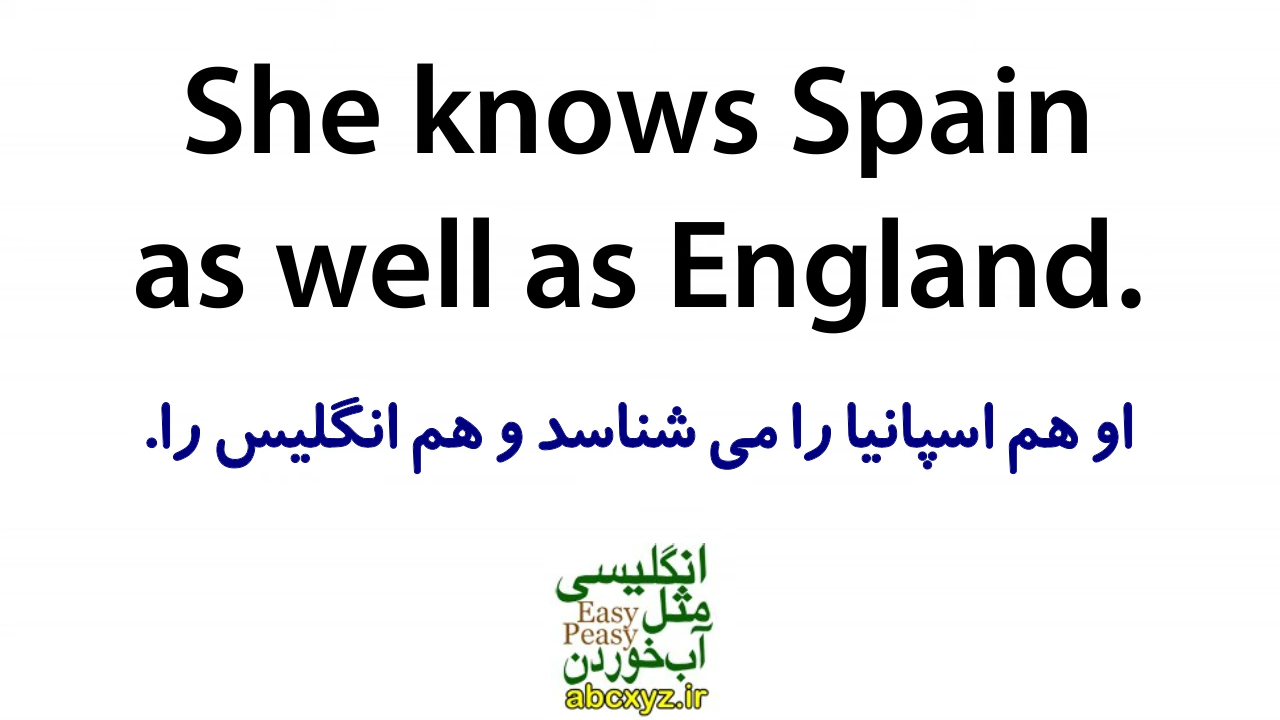 She knows Spain
as well as England.
او هم اسپانیا را می شناسد و هم انگلیس را.
انگلیسی
مثل
Easy
Peasy
آب‌خوردن
abcxyz.ir